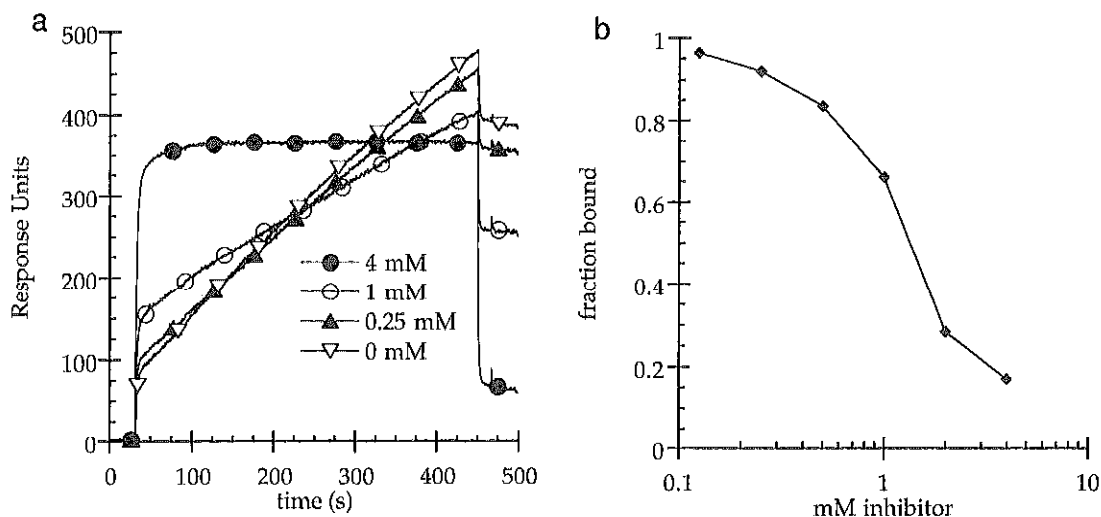 a
500
400
300
200
100
0
Response Units
4 mM
1 mM
0.25 mM
0 mM
0 100 200 300 400 500
time (s)
b
1
0.8
0.6
0.4
0.2
0
fraction bound
0.1 1 10
mM inhibitor